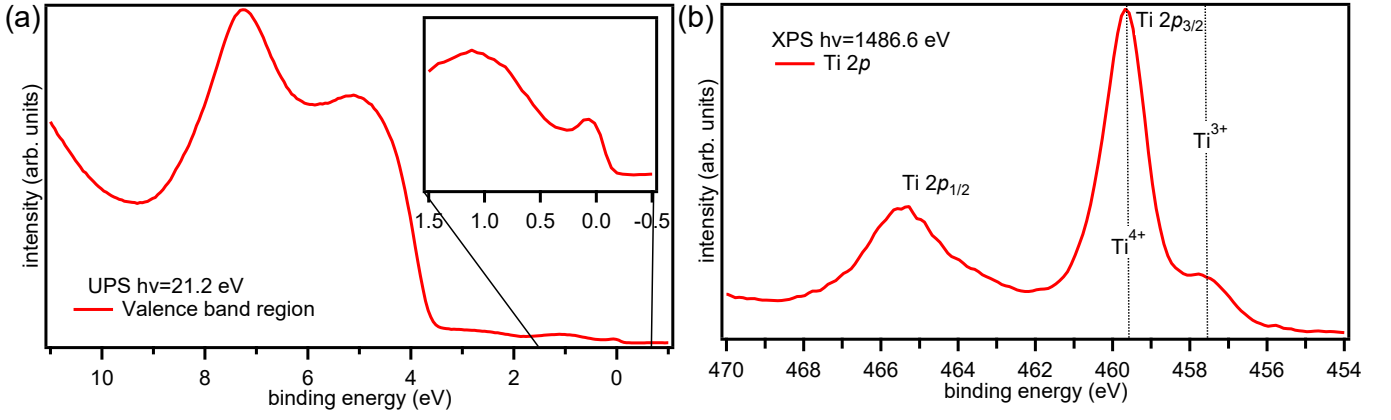 (a)
intensity (arb. units)
UPS hν=21.2 eV
Valence band region
1.5 1.0 0.5 0.0 -0.5
10 8 6 4 2 0
binding energy (eV)
(b)
intensity (arb. units)
XPS hν=1486.6 eV
Ti 2p
Ti 2p3/2
Ti3+
Ti 2p1/2
Ti4+
470 468 466 464 462 460 458 456 454
binding energy (eV)